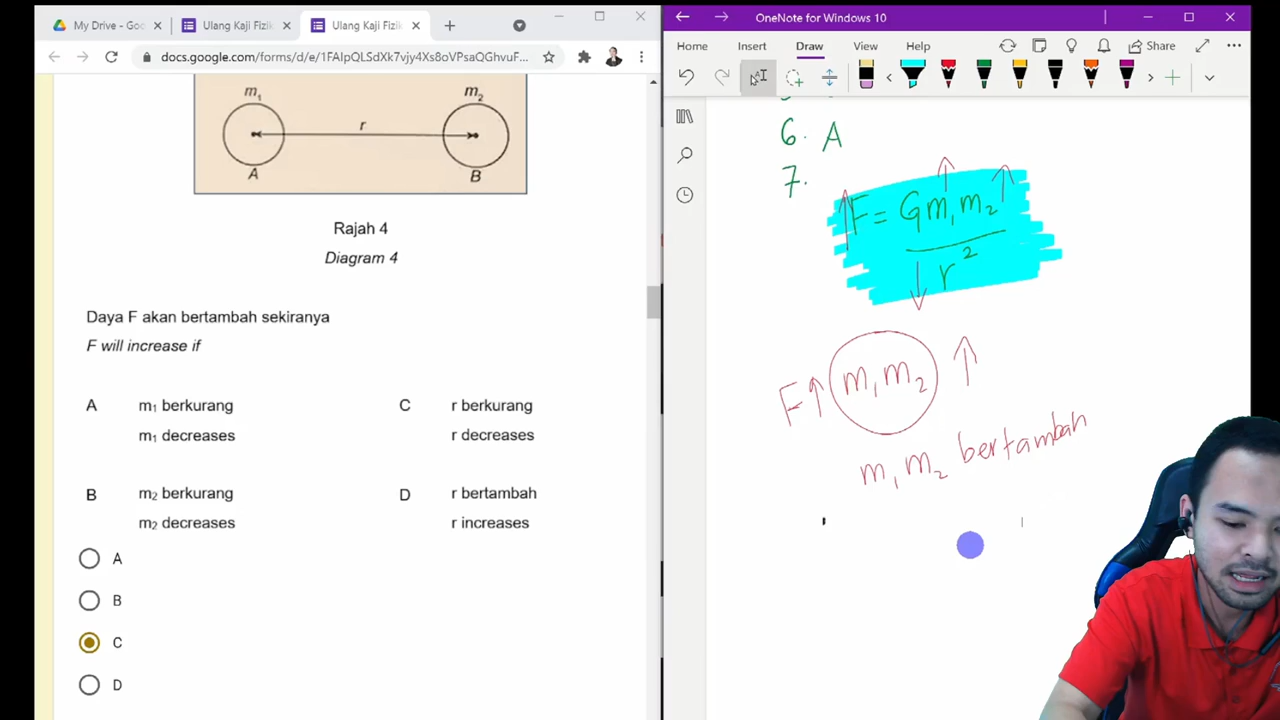 My Drive - Goo
Ulang Kaji Fizik
Ulang Kaji Fizik
docs.google.com/forms/d/e/1FAIpQLSdXk7vjy4Xs8oVPsaQGhvuF...
m1
m2
r
A
B
Rajah 4
Diagram 4
Daya F akan bertambah sekiranya
F will increase if
A m1 berkurang
m1 decreases
C r berkurang
r decreases
B m2 berkurang
m2 decreases
D r bertambah
r increases
A
B
C
D
OneNote for Windows 10
Home Insert Draw View Help Share
6. A
7.
↑F = Gm1m2↑
↓ r²
F↑ m1m2 ↑
m1m2 bertambah